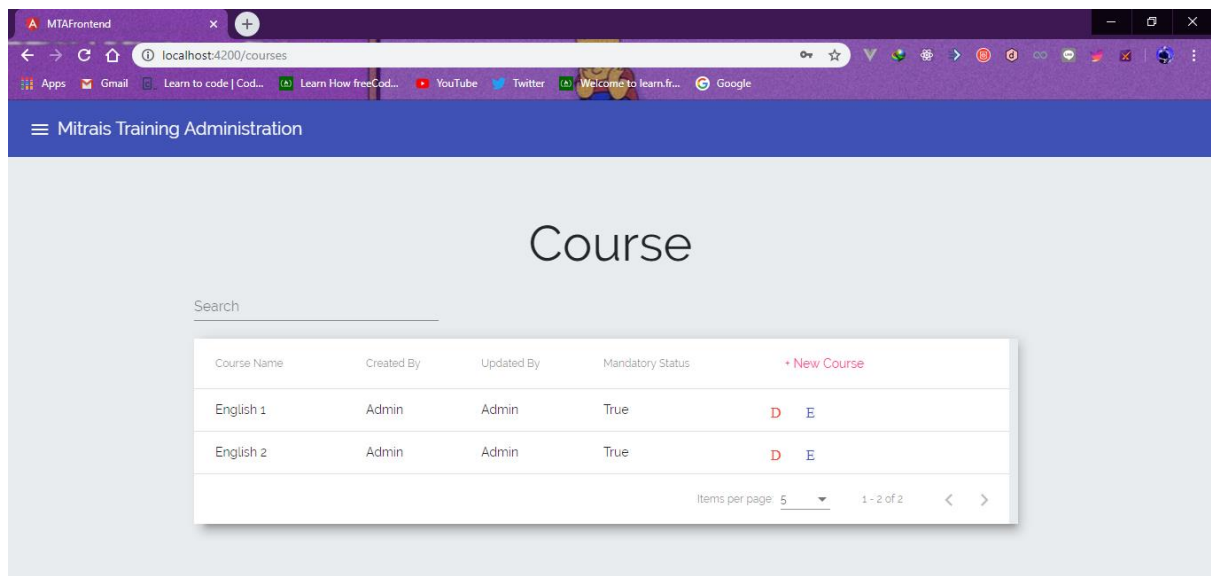 MTAFrontend
localhost:4200/courses
Apps Gmail Learn to code | Cod... Learn How freeCod... YouTube Twitter Welcome to learn.fr... Google
Mitrais Training Administration
Course
Search
Course Name Created By Updated By Mandatory Status + New Course
English 1 Admin Admin True D E
English 2 Admin Admin True D E
Items per page: 5 1 - 2 of 2